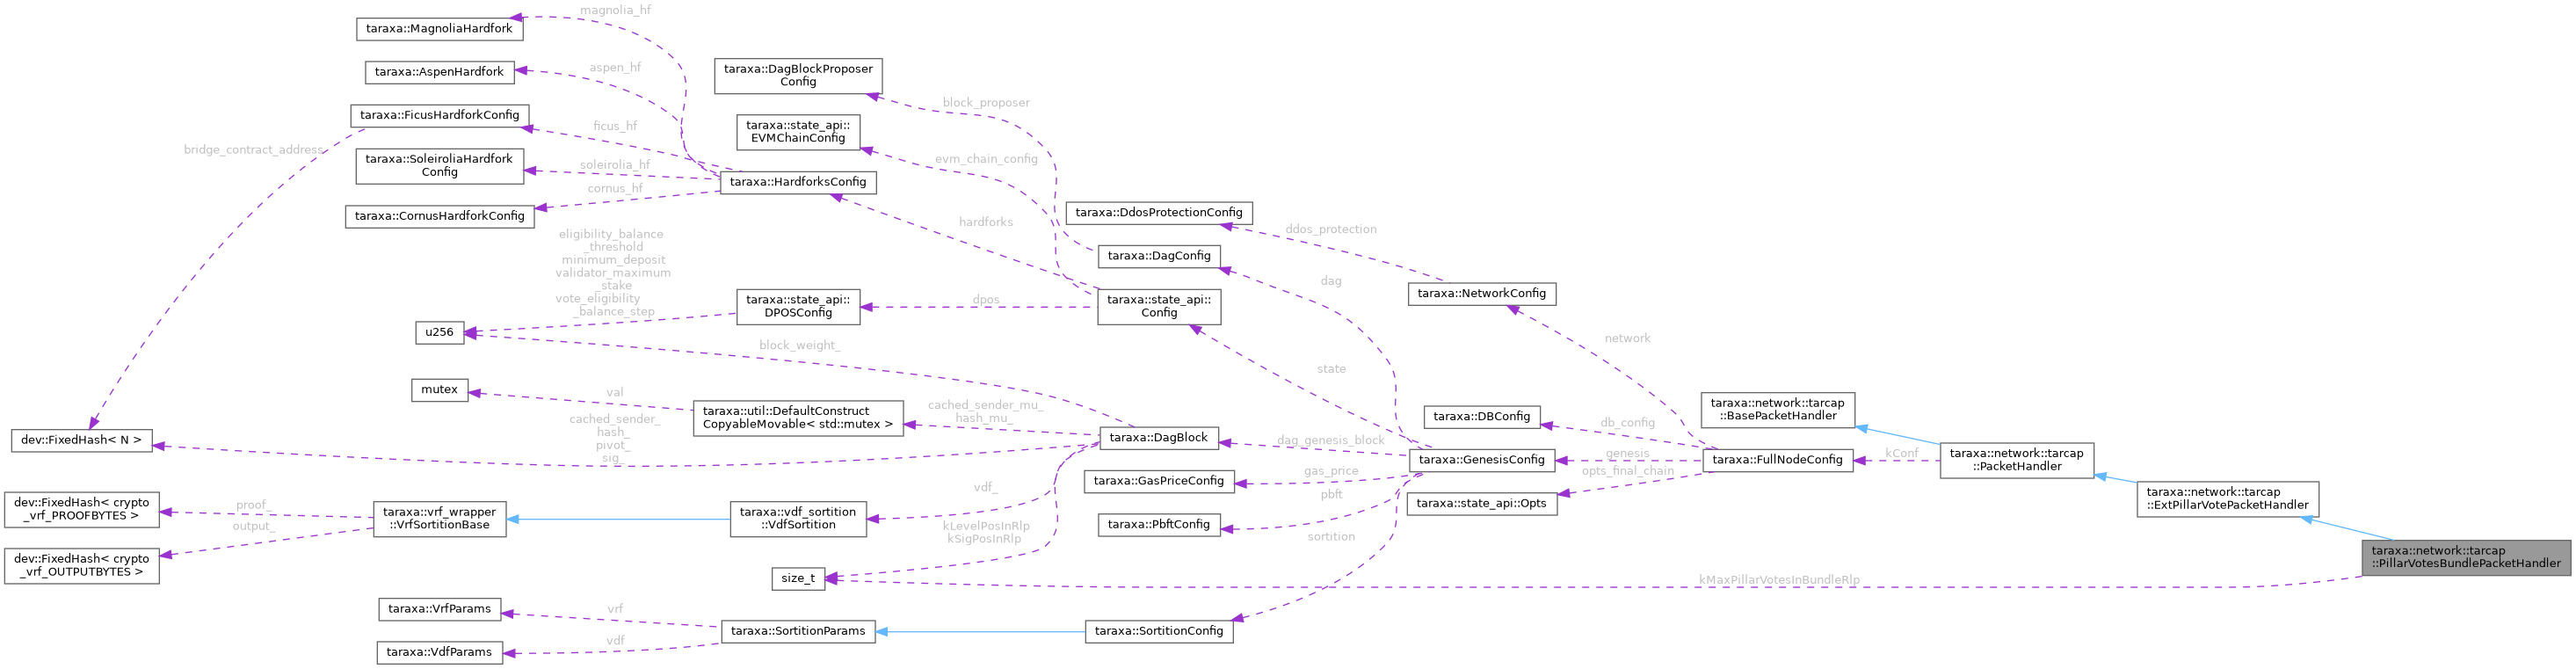 magnolia_hf
taraxa::MagnoliaHardfork
aspen_hf
taraxa::AspenHardfork
taraxa::DagBlockProposer
Config
block_proposer
taraxa::FicusHardforkConfig
ficus_hf
taraxa::state_api::
EVMChainConfig
bridge_contract_address
taraxa::SoleiroliaHardfork
Config
soleirolia_hf
evm_chain_config
cornus_hf
taraxa::HardforksConfig
taraxa::CornusHardforkConfig
hardforks
taraxa::DdosProtectionConfig
ddos_protection
eligibility_balance
_threshold
minimum_deposit
validator_maximum
_stake
vote_eligibility
_balance_step
taraxa::DagConfig
dag
taraxa::state_api::
DPOSConfig
dpos
taraxa::state_api::
Config
taraxa::NetworkConfig
u256
block_weight_
network
state
mutex
val
taraxa::util::DefaultConstruct
CopyableMovable< std::mutex >
cached_sender_mu_
hash_mu_
taraxa::DBConfig
db_config
taraxa::network::tarcap
::BasePacketHandler
dev::FixedHash< N >
cached_sender_
hash_
pivot_
sig_
taraxa::DagBlock
dag_genesis_block
taraxa::GenesisConfig
genesis
opts_final_chain
taraxa::FullNodeConfig
kConf
taraxa::network::tarcap
::PacketHandler
taraxa::GasPriceConfig
gas_price
pbft
taraxa::state_api::Opts
taraxa::network::tarcap
::ExtPillarVotePacketHandler
dev::FixedHash< crypto
_vrf_PROOFBYTES >
proof_
output_
taraxa::vrf_wrapper
::VrfSortitionBase
taraxa::vdf_sortition
::VdfSortition
vdf_
kLevelPosInRlp
kSigPosInRlp
taraxa::PbftConfig
sortition
dev::FixedHash< crypto
_vrf_OUTPUTBYTES >
size_t
taraxa::network::tarcap
::PillarVotesBundlePacketHandler
kMaxPillarVotesInBundleRlp
taraxa::VrfParams
vrf
taraxa::VdfParams
vdf
taraxa::SortitionParams
taraxa::SortitionConfig